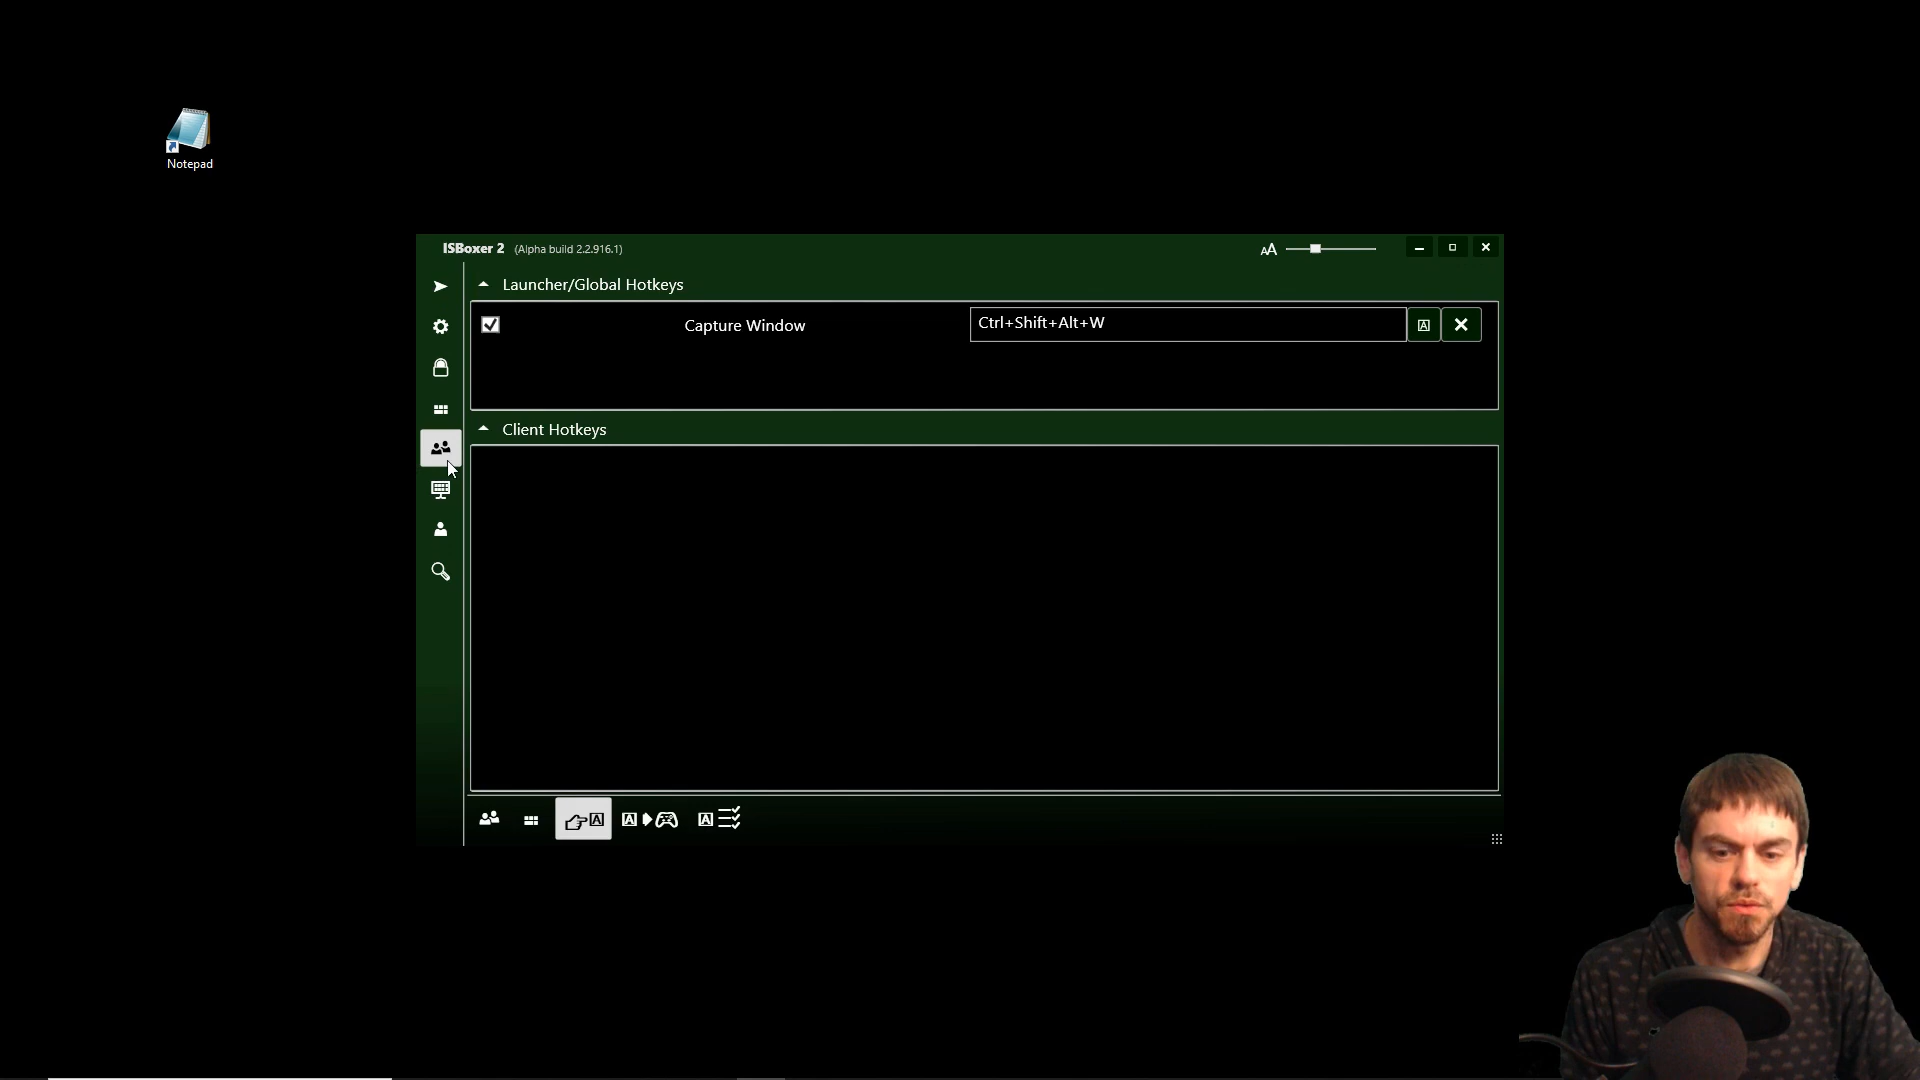 Notepad
ISBoxer 2 (Alpha build 2.2.916.1) AA
Launcher/Global Hotkeys
Capture Window Ctrl+Shift+Alt+W A
Client Hotkeys
A A A